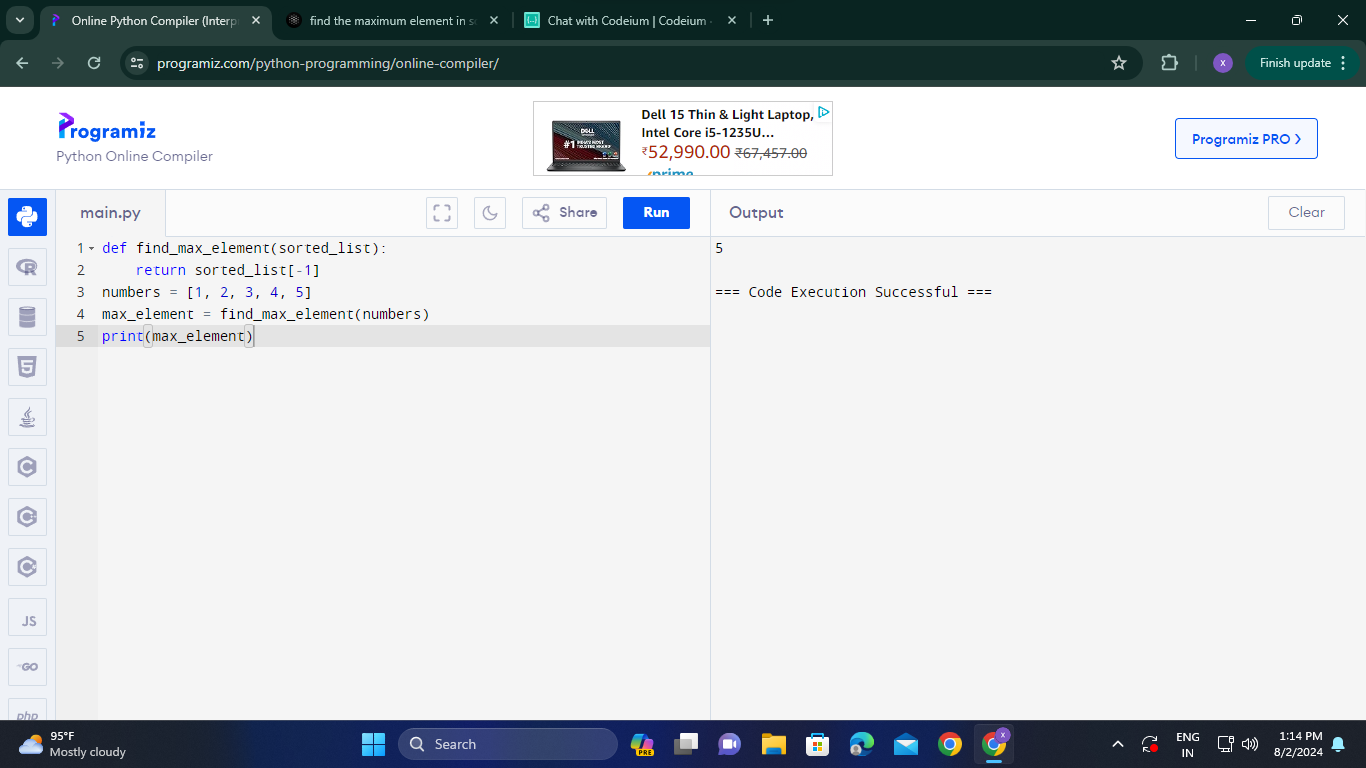 Online Python Compiler (Interp
find the maximum element in s
Chat with Codeium | Codeium
programiz.com/python-programming/online-compiler/
x
Finish update
Programiz
Python Online Compiler
Dell 15 Thin & Light Laptop,
Intel Core i5-1235U...
₹52,990.00 ₹67,457.00
prime
DELL
#1
Programiz PRO
main.py
Share
Run
Output
Clear
1 def find_max_element(sorted_list):
2     return sorted_list[-1]
3 numbers = [1, 2, 3, 4, 5]
4 max_element = find_max_element(numbers)
5 print(max_element)
5
=== Code Execution Successful ===
R
5
C
C
C
JS
GO
php
95°F
Mostly cloudy
Search
PRE
x
ENG
IN
1:14 PM
8/2/2024